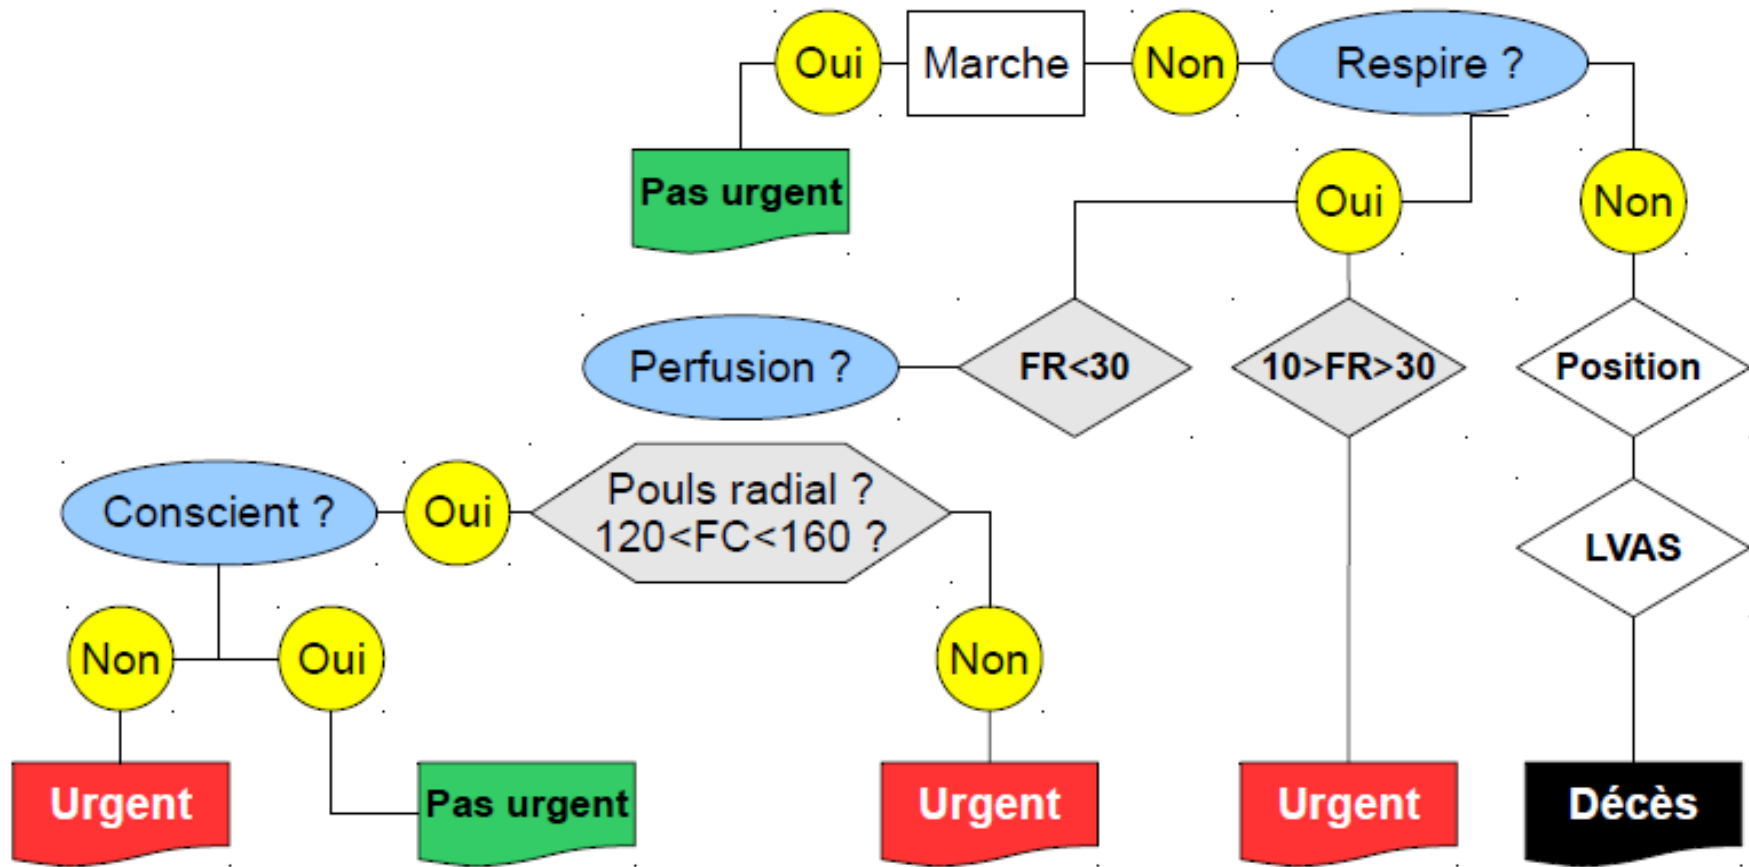 Oui
Marche
Non
Respire ?
Pas urgent
Oui
Non
Perfusion ?
FR<30
10>FR>30
Position
Conscient ?
Oui
Pouls radial ?
120<FC<160 ?
LVAS
Non
Oui
Non
Urgent
Pas urgent
Urgent
Urgent
Décès